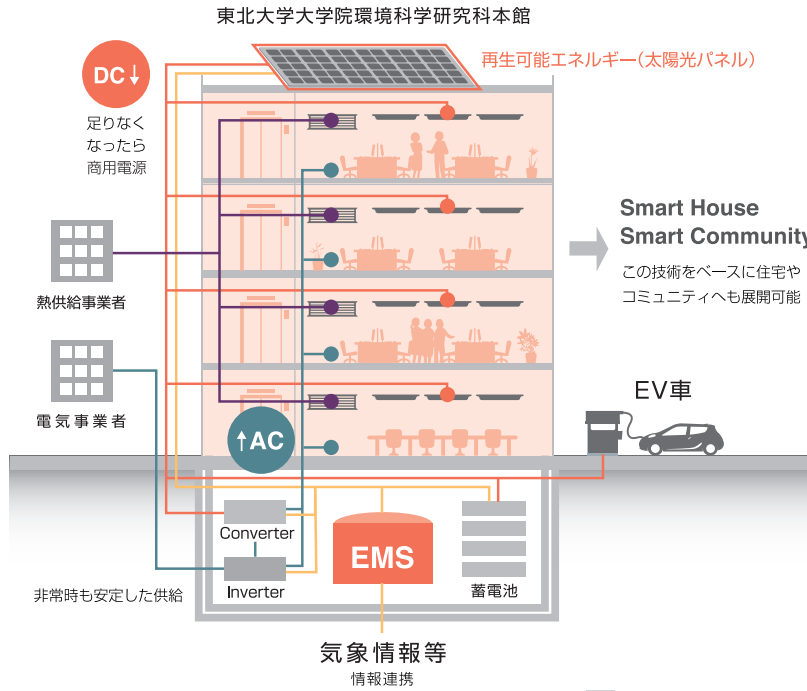 東北大学大学院環境科学研究科本館
再生可能エネルギー(太陽光パネル)
DC↓
足りなく
なったら
商用電源
Smart House
Smart Community
この技術をベースに住宅や
コミュニティへも展開可能
熱供給事業者
電気事業者
EV車
↑AC
Converter
EMS
Inverter
蓄電池
非常時も安定した供給
気象情報等
情報連携